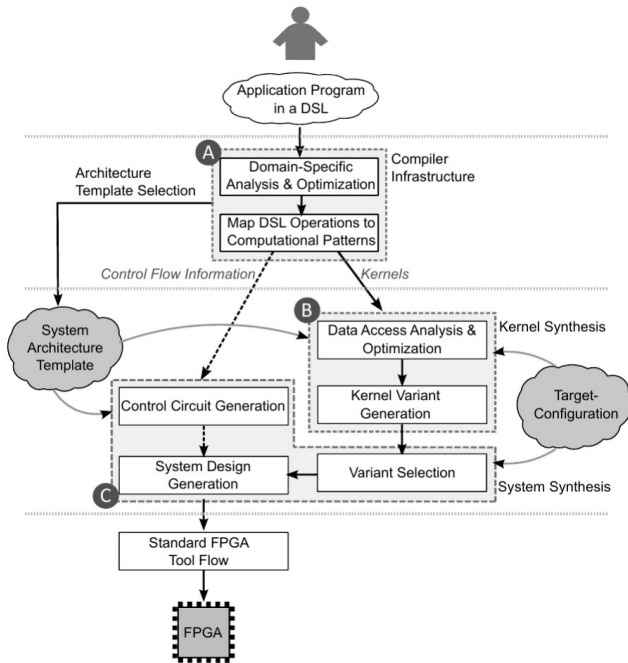 Application Program
in a DSL
A
Domain-Specific
Analysis & Optimization
Compiler
Infrastructure
Architecture
Template Selection
Map DSL Operations to
Computational Patterns
Control Flow Information
Kernels
B
System
Architecture
Template
Data Access Analysis &
Optimization
Kernel Synthesis
Control Circuit Generation
Kernel Variant
Generation
Target-
Configuration
System Design
Generation
Variant Selection
System Synthesis
C
Standard FPGA
Tool Flow
FPGA